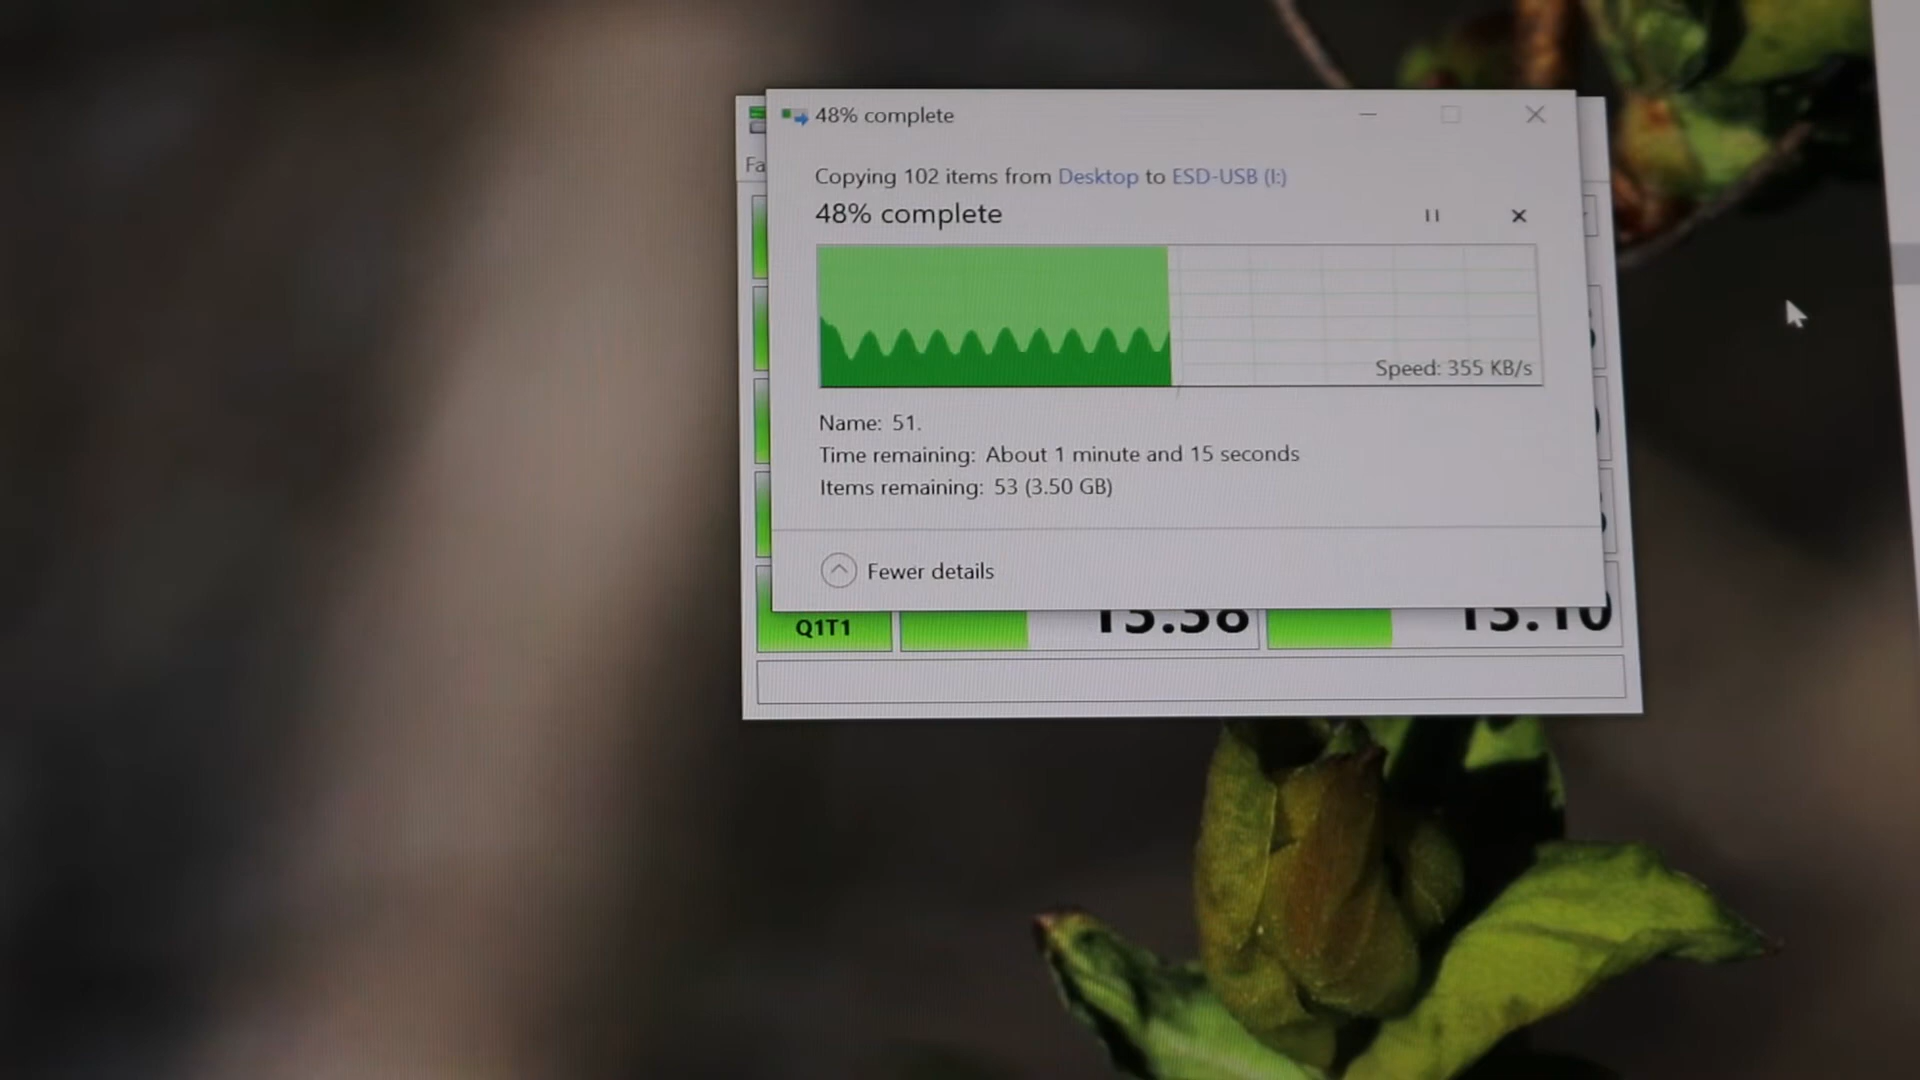 48% complete
Fa
Copying 102 items from Desktop to ESD-USB (I:)
48% complete
Speed: 355 KB/s
Name: 51.
Time remaining: About 1 minute and 15 seconds
Items remaining: 53 (3.50 GB)
Fewer details
Q1T1